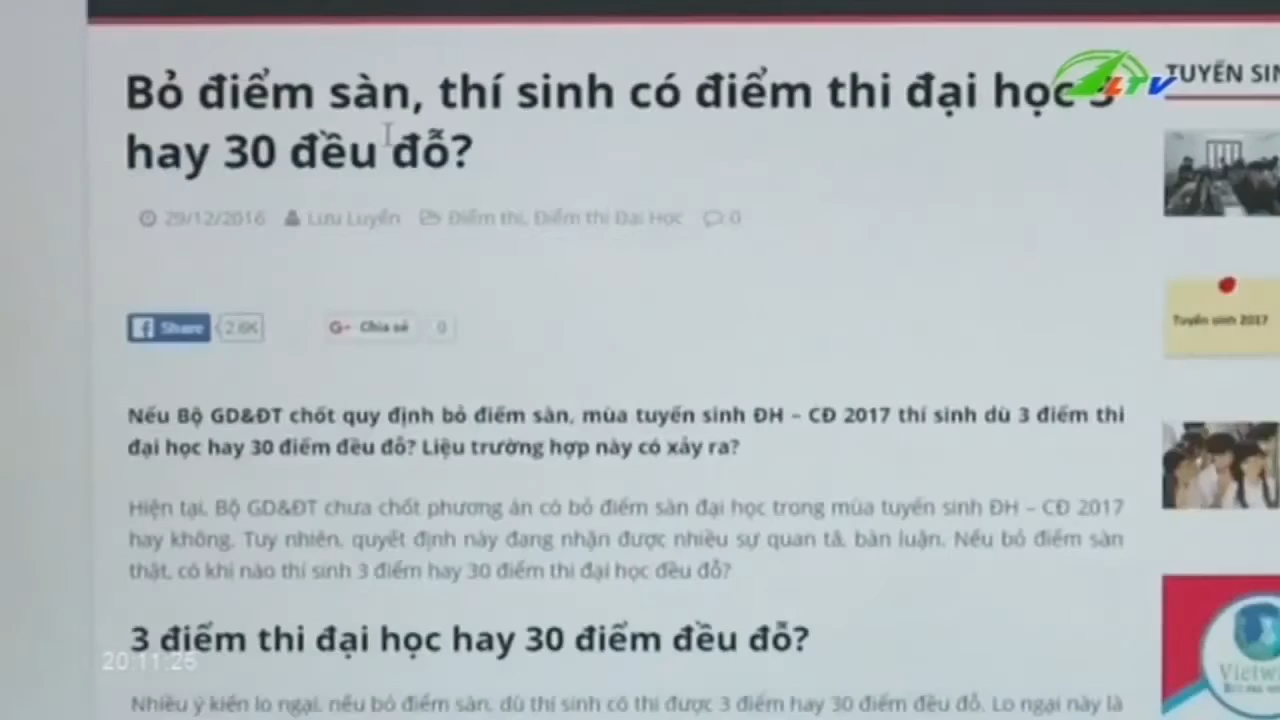 Bỏ điểm sàn, thí sinh có điểm thi đại học 3
hay 30 đều đỗ?
29/12/2016 Lưu Luyến Điểm thi, Điểm thi Đại Học 0
Share 2.6K G+ Chia sẻ 0
Nếu Bộ GD&ĐT chốt quy định bỏ điểm sàn, mùa tuyển sinh ĐH – CĐ 2017 thí sinh dù 3 điểm thi
đại học hay 30 điểm đều đỗ? Liệu trường hợp này có xảy ra?
Hiện tại, Bộ GD&ĐT chưa chốt phương án có bỏ điểm sàn đại học trong mùa tuyển sinh ĐH – CĐ 2017
hay không. Tuy nhiên, quyết định này đang nhận được nhiều sự quan tâ, bàn luận. Nếu bỏ điểm sàn
thật, có khi nào thí sinh 3 điểm hay 30 điểm thi đại học đều đỗ?
3 điểm thi đại học hay 30 điểm đều đỗ?
Nhiều ý kiến lo ngại, nếu bỏ điểm sàn, dù thí sinh có thi được 3 điểm hay 30 điểm đều đỗ. Lo ngại này là
LTV
TUYỂN SIN
Tuyển sinh 2017
Vietw
20:11:25